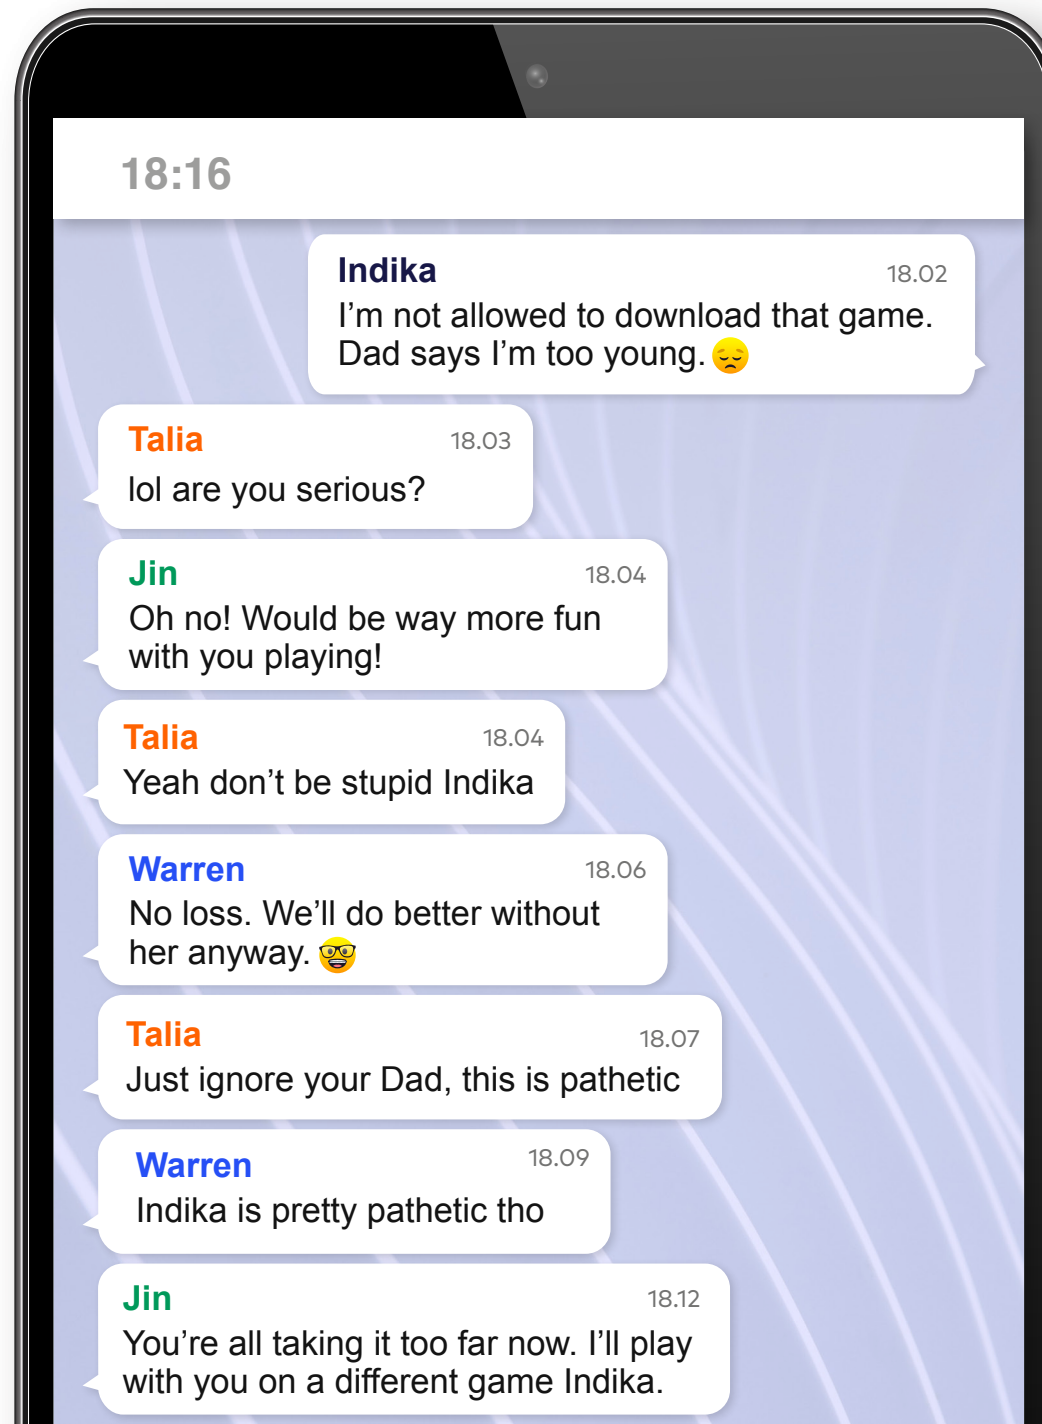 18:16
Indika 18.02
I'm not allowed to download that game.
Dad says I'm too young. 😔
Talia 18.03
lol are you serious?
Jin 18.04
Oh no! Would be way more fun
with you playing!
Talia 18.04
Yeah don't be stupid Indika
Warren 18.06
No loss. We'll do better without
her anyway. 🤓
Talia 18.07
Just ignore your Dad, this is pathetic
Warren 18.09
Indika is pretty pathetic tho
Jin 18.12
You're all taking it too far now. I'll play
with you on a different game Indika.